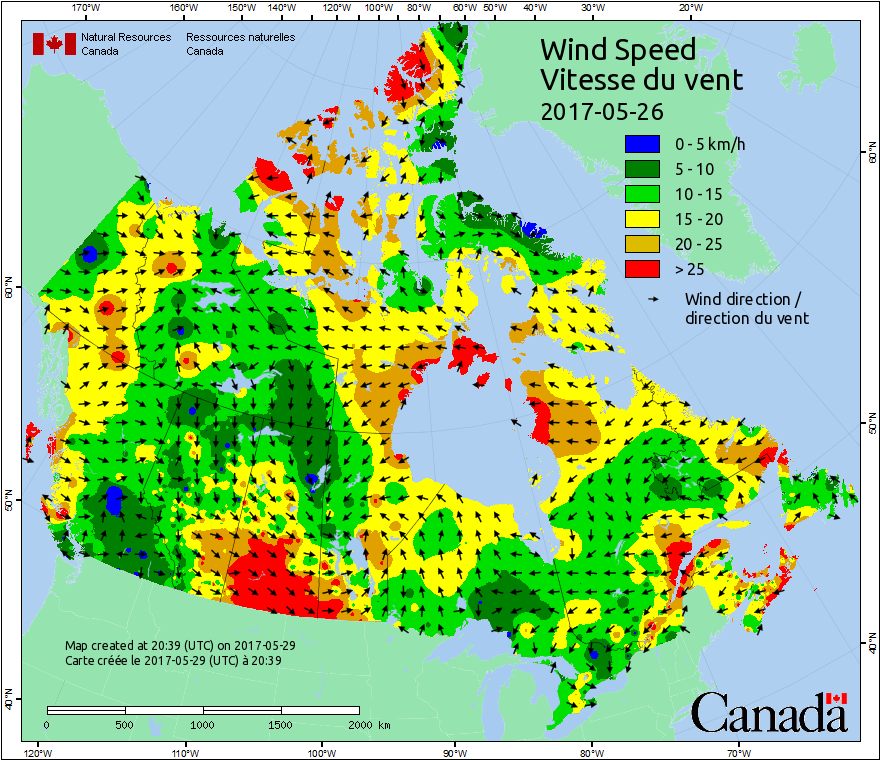 170°W 160°W 150°W 140°W 120°W 100°W 80°W 60°W 50°W 40°W 30°W 20°W
Natural Resources Ressources naturelles
Canada Canada
Wind Speed
Vitesse du vent
2017-05-26
0 - 5 km/h
5 - 10
10 - 15
15 - 20
20 - 25
> 25
Wind direction /
direction du vent
60°N
60°N
50°N
50°N
40°N
40°N
Map created at 20:39 (UTC) on 2017-05-29
Carte créée le 2017-05-29 (UTC) à 20:39
0 500 1000 1500 2000 km
Canada
120°W 110°W 100°W 90°W 80°W 70°W